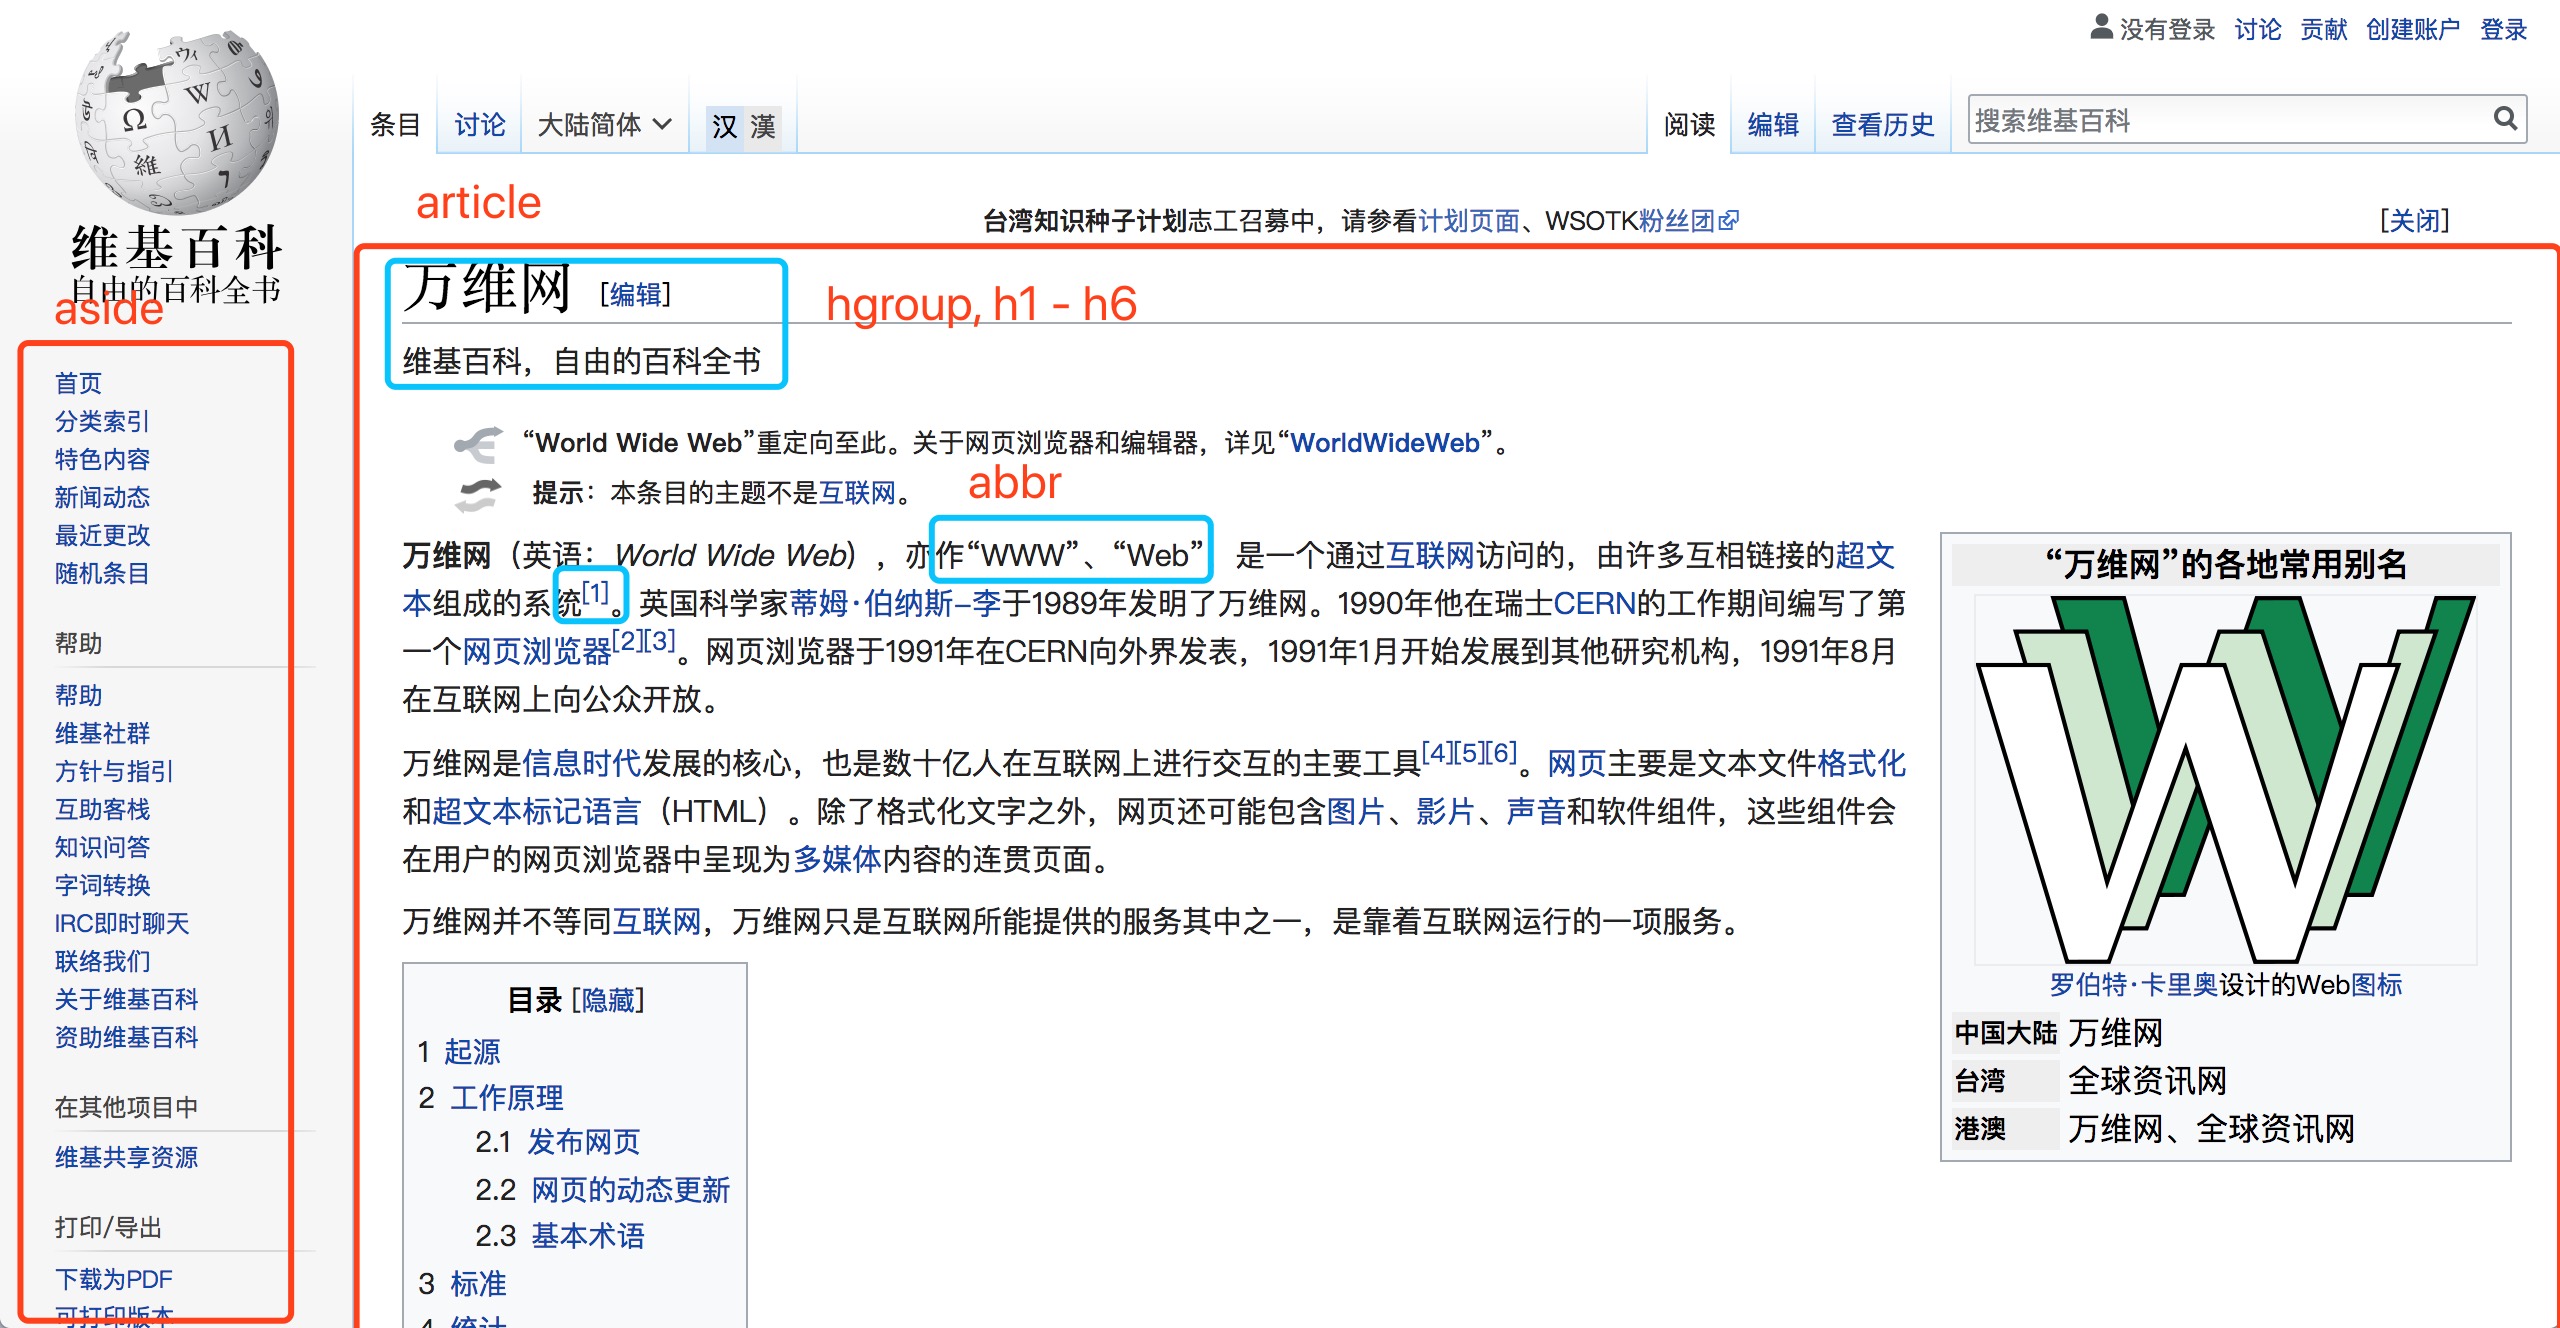 没有登录 讨论 贡献 创建账户 登录
条目 讨论 大陆简体 汉 漢 阅读 编辑 查看历史 搜索维基百科
维基百科
自由的百科全书
aside
首页
分类索引
特色内容
新闻动态
最近更改
随机条目
帮助
帮助
维基社群
方针与指引
互助客栈
知识问答
字词转换
IRC即时聊天
联络我们
关于维基百科
资助维基百科
在其他项目中
维基共享资源
打印/导出
下载为PDF
可打印版本
article
台湾知识种子计划志工召募中，请参看计划页面、WSOTK粉丝团 [关闭]
万维网 [编辑]
hgroup, h1 - h6
维基百科，自由的百科全书
“World Wide Web”重定向至此。关于网页浏览器和编辑器，详见“WorldWideWeb”。
提示：本条目的主题不是互联网。
abbr
万维网（英语：World Wide Web），亦作“WWW”、“Web” 是一个通过互联网访问的，由许多互相链接的超文
本组成的系统[1]。英国科学家蒂姆·伯纳斯-李于1989年发明了万维网。1990年他在瑞士CERN的工作期间编写了第
一个网页浏览器[2][3]。网页浏览器于1991年在CERN向外界发表，1991年1月开始发展到其他研究机构，1991年8月
在互联网上向公众开放。
万维网是信息时代发展的核心，也是数十亿人在互联网上进行交互的主要工具[4][5][6]。网页主要是文本文件格式化
和超文本标记语言（HTML）。除了格式化文字之外，网页还可能包含图片、影片、声音和软件组件，这些组件会
在用户的网页浏览器中呈现为多媒体内容的连贯页面。
万维网并不等同互联网，万维网只是互联网所能提供的服务其中之一，是靠着互联网运行的一项服务。
目录 [隐藏]
1 起源
2 工作原理
2.1 发布网页
2.2 网页的动态更新
2.3 基本术语
3 标准
4 统计
“万维网”的各地常用别名
罗伯特·卡里奥设计的Web图标
中国大陆 万维网
台湾 全球资讯网
港澳 万维网、全球资讯网